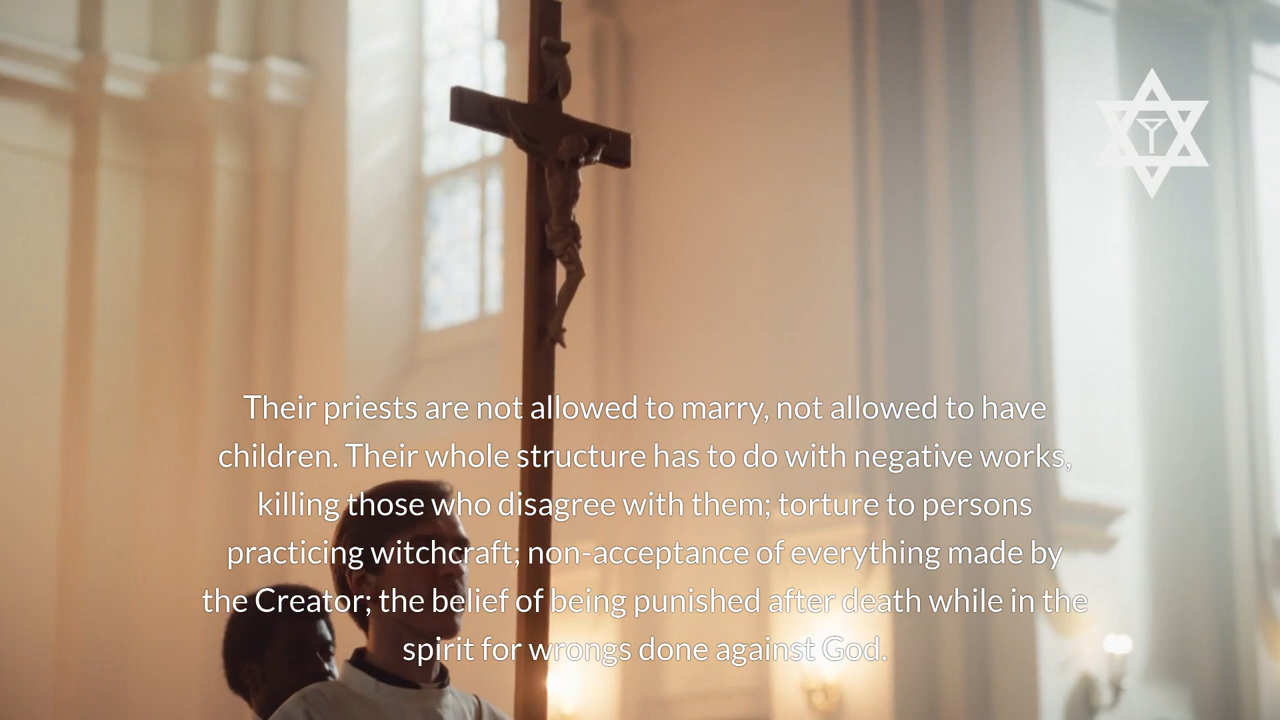 Their priests are not allowed to marry, not allowed to have
children. Their whole structure has to do with negative works,
killing those who disagree with them; torture to persons
practicing witchcraft; non-acceptance of everything made by
the Creator; the belief of being punished after death while in the
spirit for wrongs done against God.